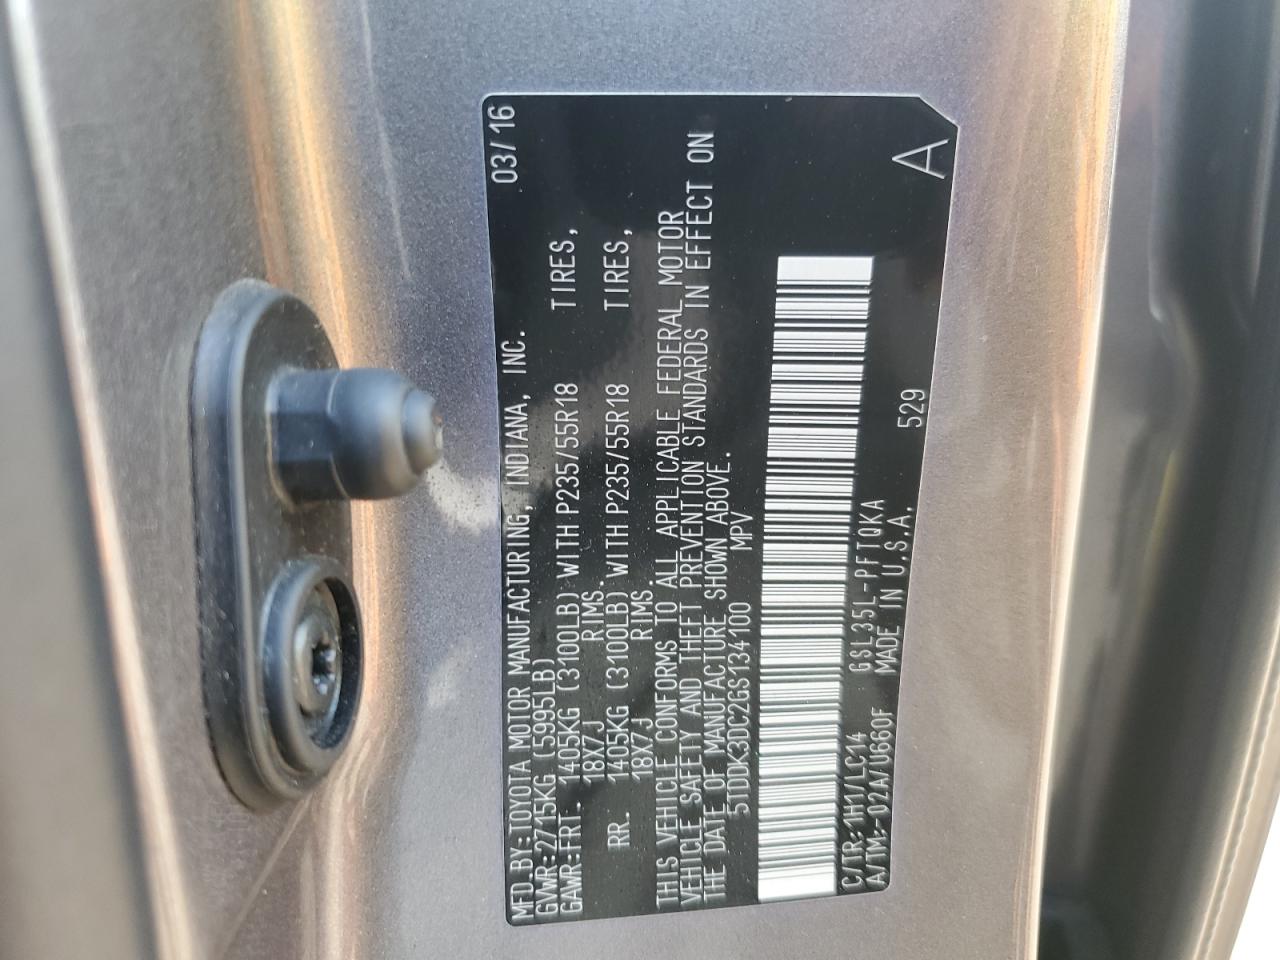 MFD.BY:TOYOTA MOTOR MANUFACTURING, INDIANA, INC. 03/16
GVWR:2715KG (5995LB)
GAWR:FRT. 1405KG (3100LB) WITH P235/55R18 TIRES,
18X7J RIMS.
RR. 1405KG (3100LB) WITH P235/55R18 TIRES,
18X7J RIMS.
THIS VEHICLE CONFORMS TO ALL APPLICABLE FEDERAL MOTOR
VEHICLE SAFETY AND THEFT PREVENTION STANDARDS IN EFFECT ON
THE DATE OF MANUFACTURE SHOWN ABOVE.
5TDDK3DC2GS134100 MPV
C/TR:1H1/LC14 GSL35L-PFTQKA
A/TM:-02A/U660F MADE IN U.S.A. 529
A